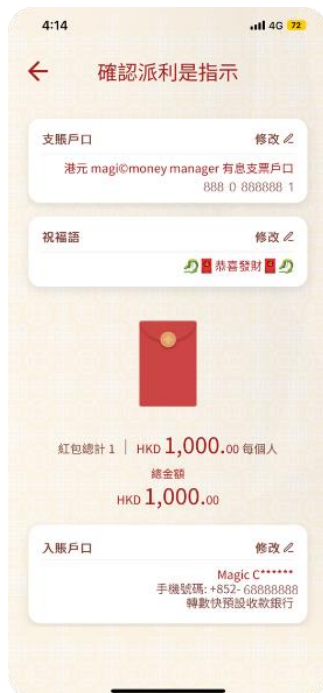 4:14 4G 72
確認派利是指示
支賬戶口 修改
港元 magi©money manager 有息支票戶口
888 0 888888 1
祝福語 修改
🐉🧧恭喜發財🧧🐉
紅包總計 1 | HKD 1,000.00 每個人
總金額
HKD 1,000.00
入賬戶口 修改
Magic C******
手機號碼: +852- 68888888
轉數快預設收款銀行